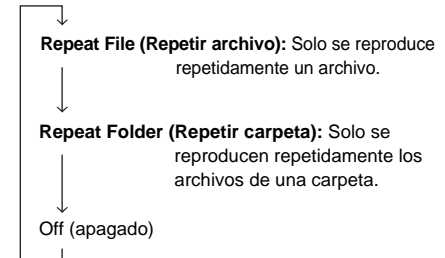 Repeat File (Repetir archivo): Solo se reproduce
repetidamente un archivo.
Repeat Folder (Repetir carpeta): Solo se
reproducen repetidamente los
archivos de una carpeta.
Off (apagado)